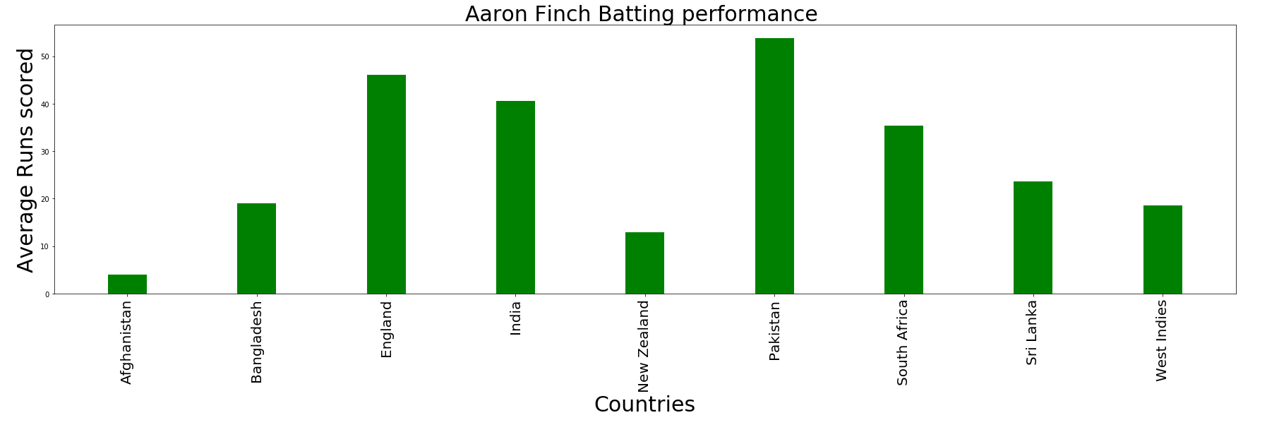 Aaron Finch Batting performance
Average Runs scored
50
40
30
20
10
0
Afghanistan
Bangladesh
England
India
New Zealand
Pakistan
South Africa
Sri Lanka
West Indies
Countries